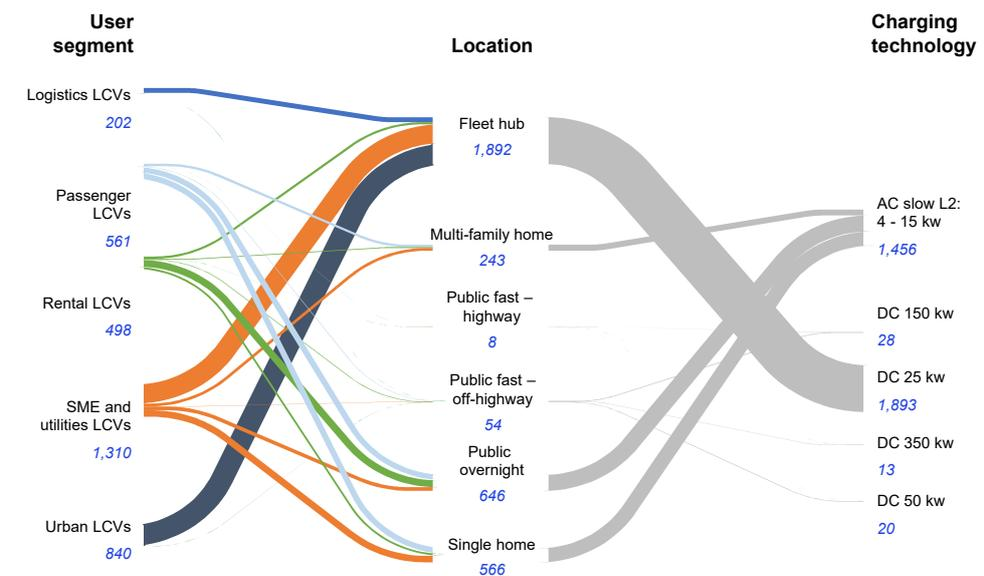 User
segment
Location
Charging
technology
Logistics LCVs
202
Passenger
LCVs
561
Rental LCVs
498
SME and
utilities LCVs
1,310
Urban LCVs
840
Fleet hub
1,892
Multi-family home
243
Public fast –
highway
8
Public fast –
off-highway
54
Public
overnight
646
Single home
566
AC slow L2:
4 - 15 kw
1,456
DC 150 kw
28
DC 25 kw
1,893
DC 350 kw
13
DC 50 kw
20